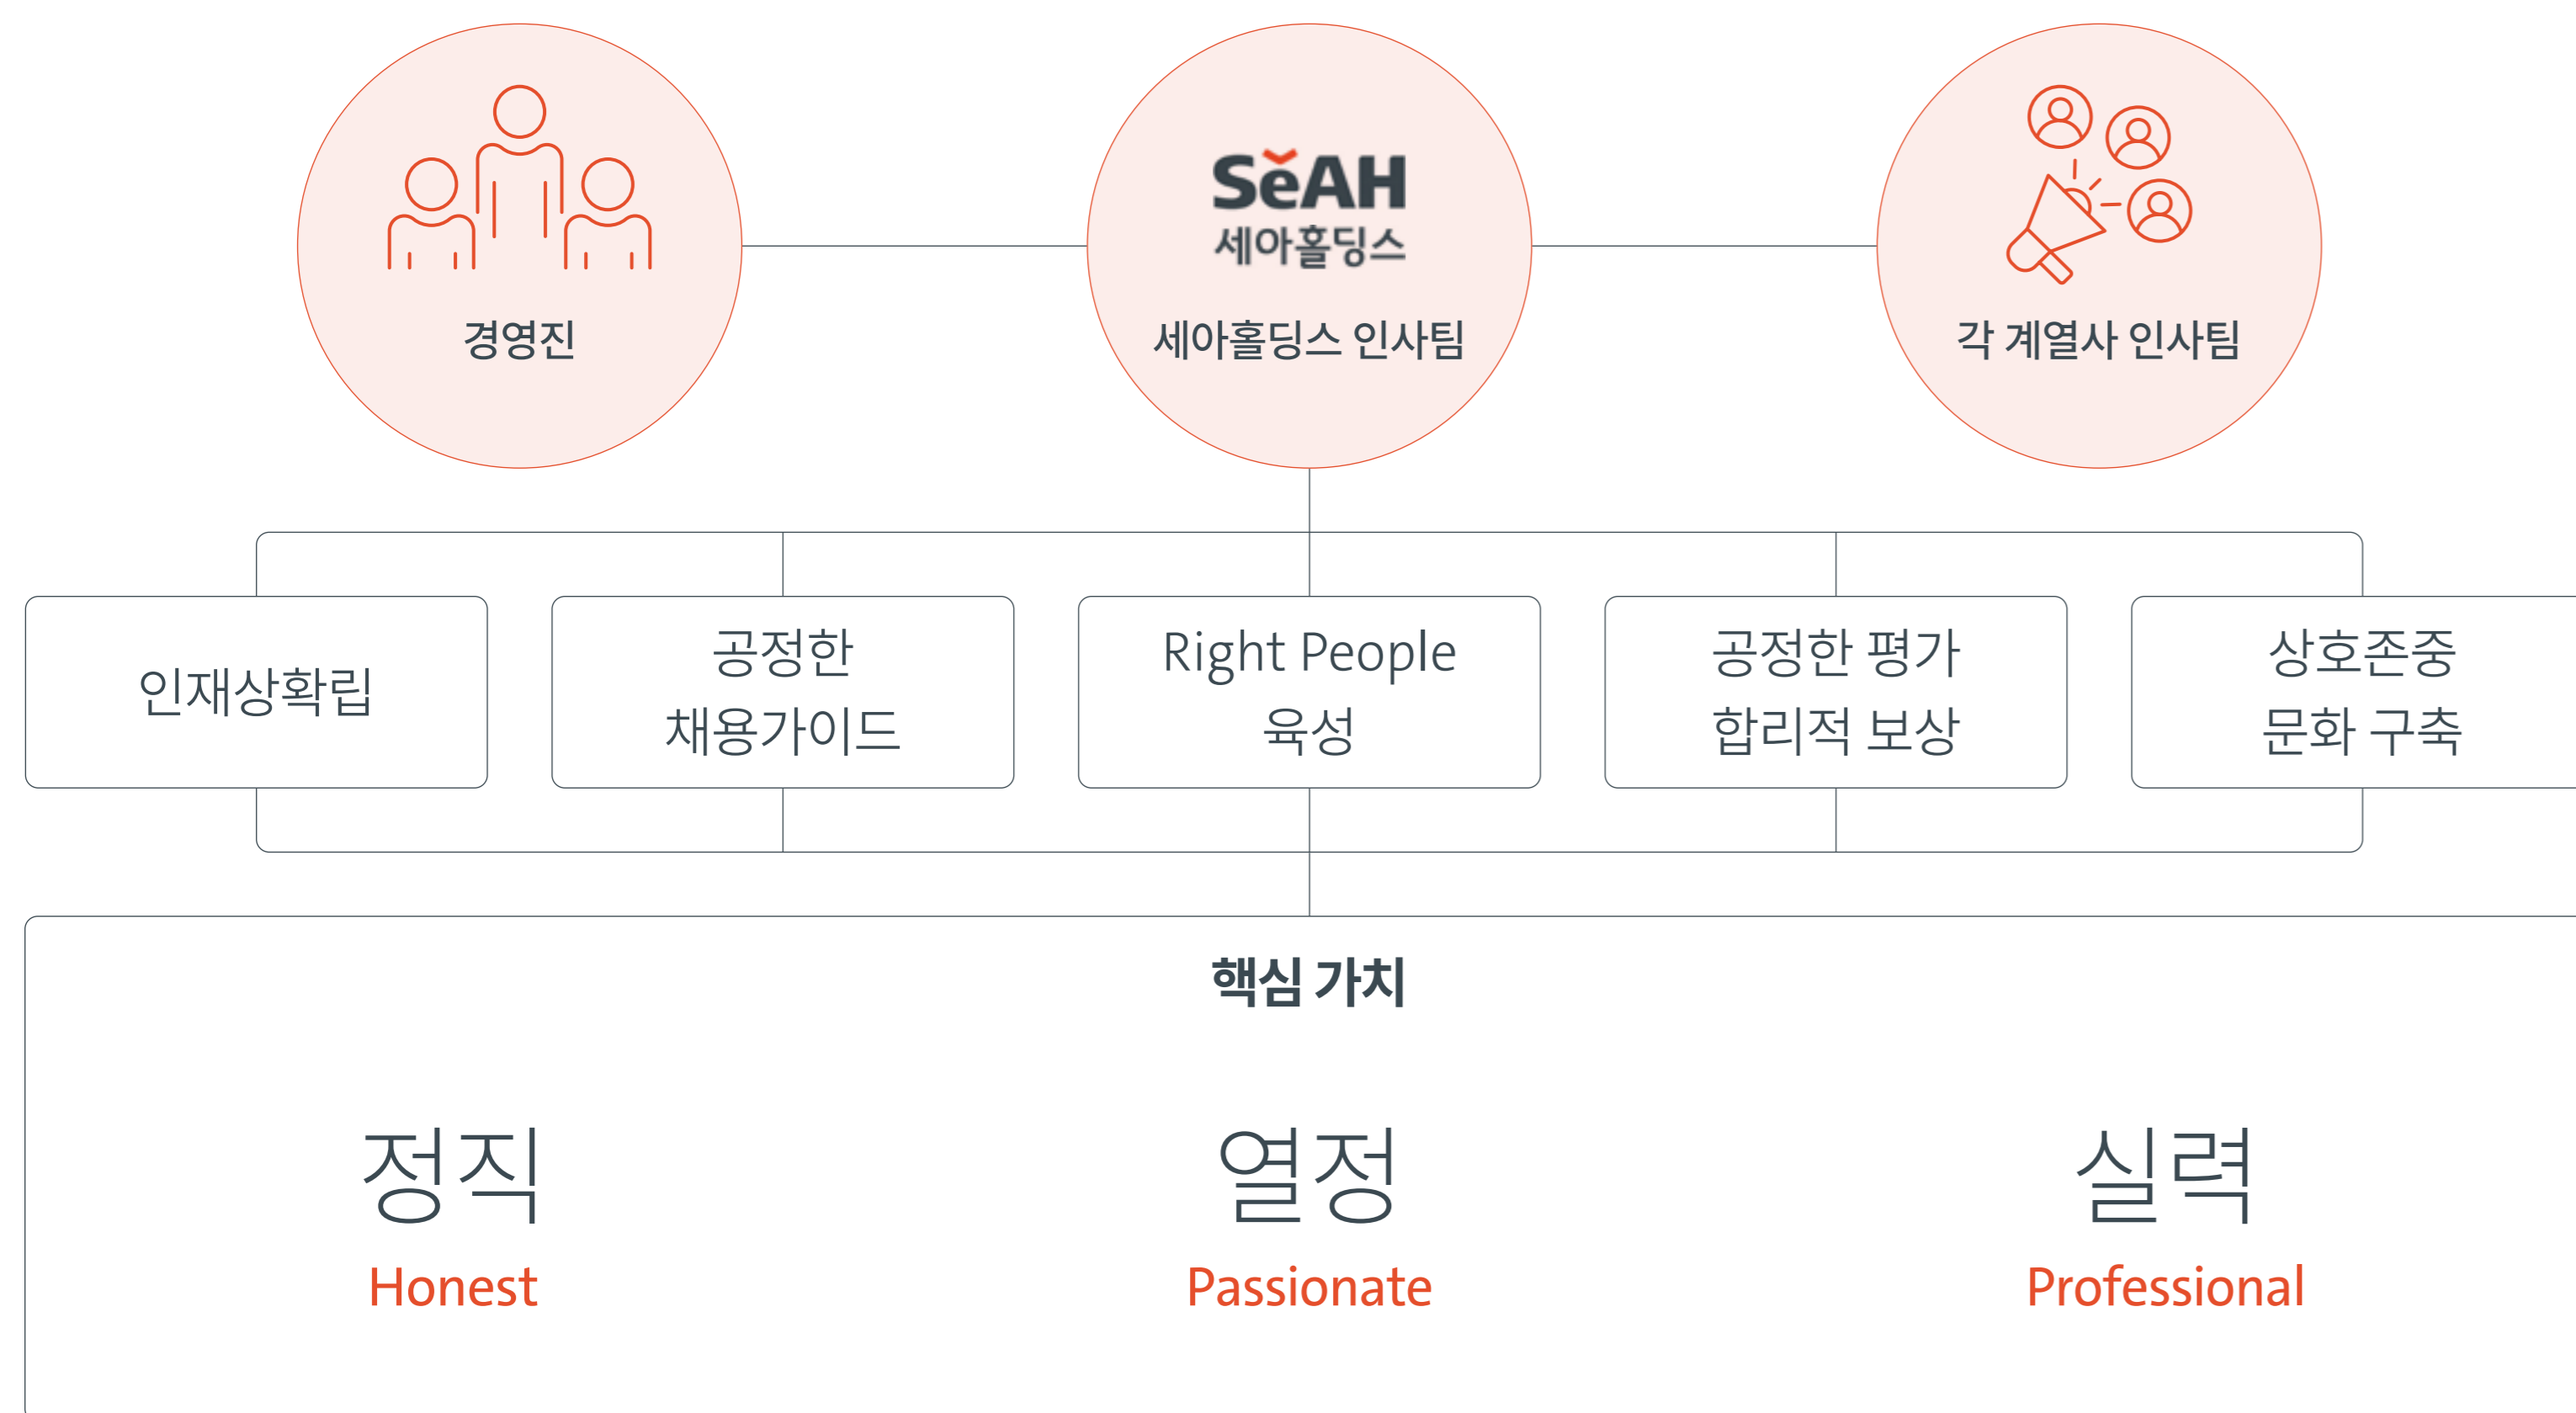 SeAH
세아홀딩스
경영진
세아홀딩스 인사팀
각 계열사 인사팀
인재상확립
공정한
채용가이드
Right People
육성
공정한 평가
합리적 보상
상호존중
문화 구축
핵심 가치
정직
열정
실력
Honest
Passionate
Professional